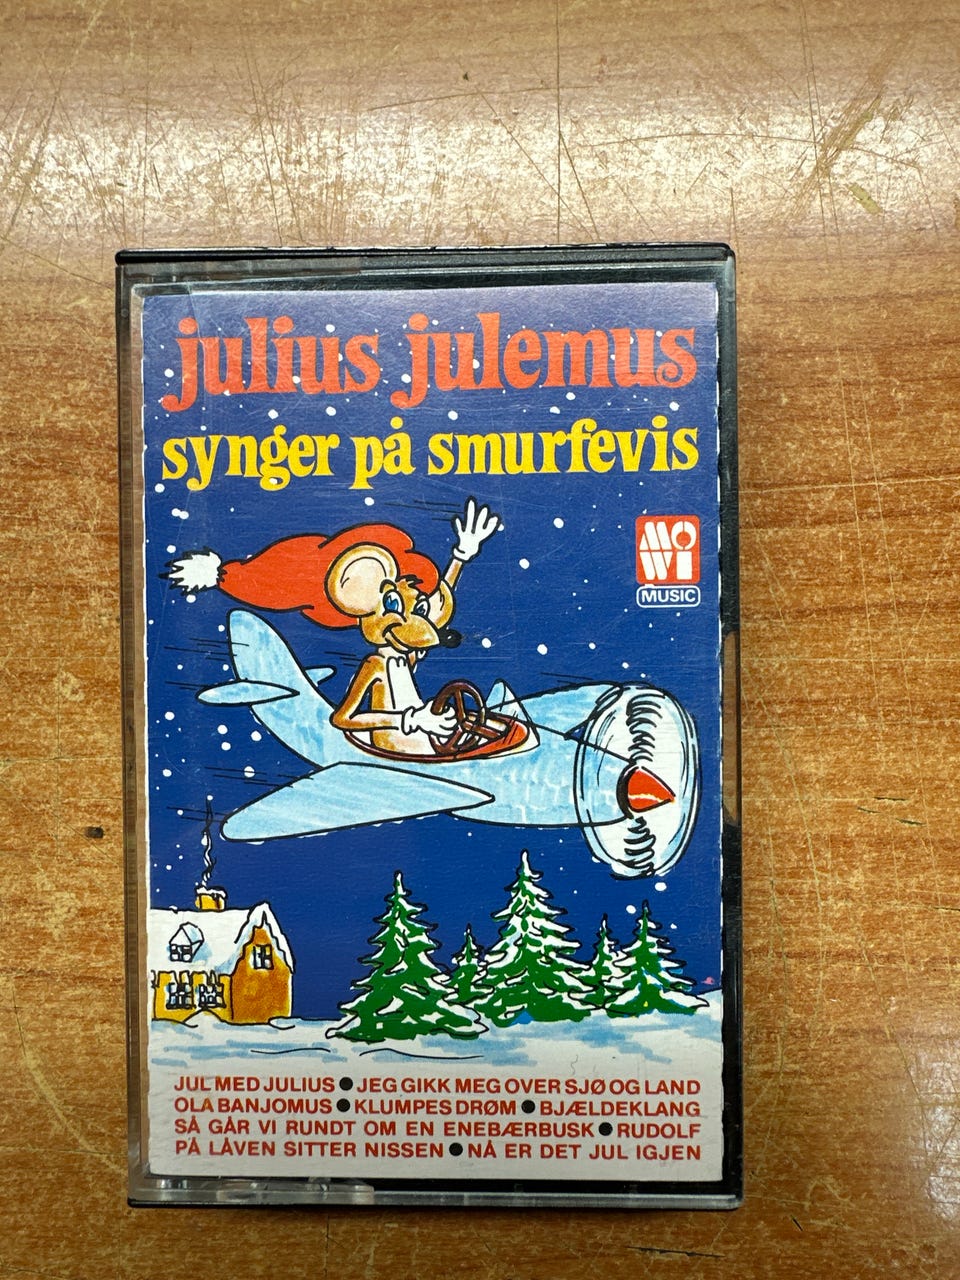 julius julemus
synger på smurfevis
MOWI
MUSIC
JUL MED JULIUS ● JEG GIKK MEG OVER SJØ OG LAND
OLA BANJOMUS ● KLUMPES DRØM ● BJÆLDEKLANG
SÅ GÅR VI RUNDT OM EN ENEBÆRBUSK ● RUDOLF
PÅ LÅVEN SITTER NISSEN ● NÅ ER DET JUL IGJEN